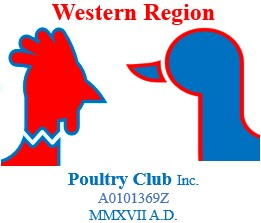 Western Region
Poultry Club Inc.
A0101369Z
MMXVII A.D.